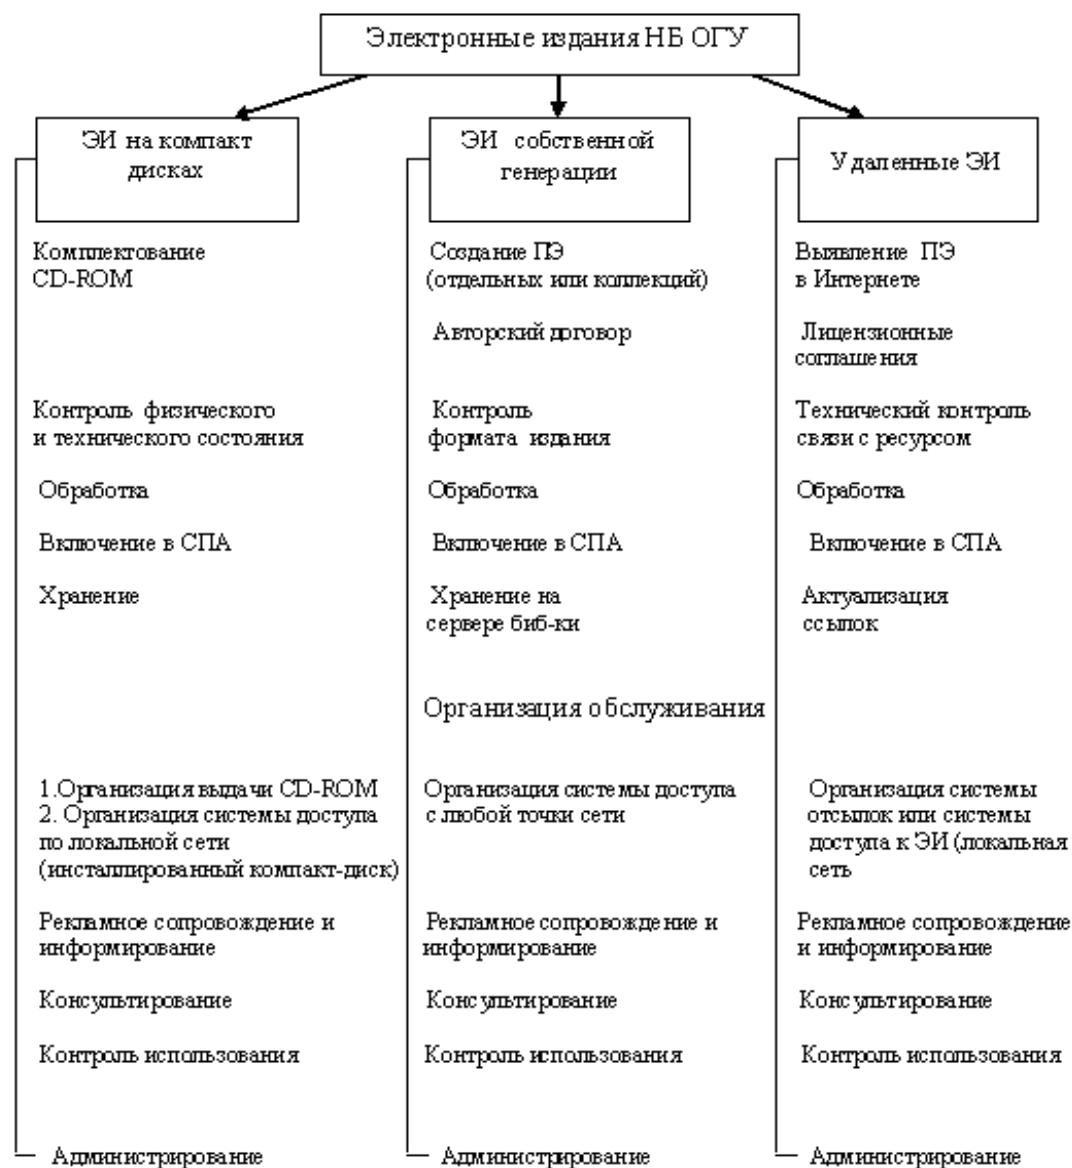 Электронные издания НБ ОГУ
ЭИ на компакт
дисках
ЭИ собственной
генерации
Удаленные ЭИ
Комплектование
CD-ROM
Контроль физического
и технического состояния
Обработка
Включение в СПА
Хранение
Создание ПЭ
(отдельных или коллекций)
Авторский договор
Контроль
формата издания
Обработка
Включение в СПА
Хранение на
сервере биб-ки
Выявление ПЭ
в Интернете
Лицензионные
соглашения
Технический контроль
связи с ресурсом
Обработка
Включение в СПА
Актуализация
ссылок
Организация обслуживания
1.Организация выдачи CD-ROM
2. Организация системы доступа
по локальной сети
(инсталлированный компакт-диск)
Рекламное сопровождение и
информирование
Консультирование
Контроль использования
Администрирование
Организация системы доступа
с любой точки сети
Рекламное сопровождение и
информирование
Консультирование
Контроль использования
Администрирование
Организация системы
отсылок или системы
доступа к ЭИ (локальная
сеть
Рекламное сопровождение
и информирование
Консультирование
Контроль использования
Администрирование